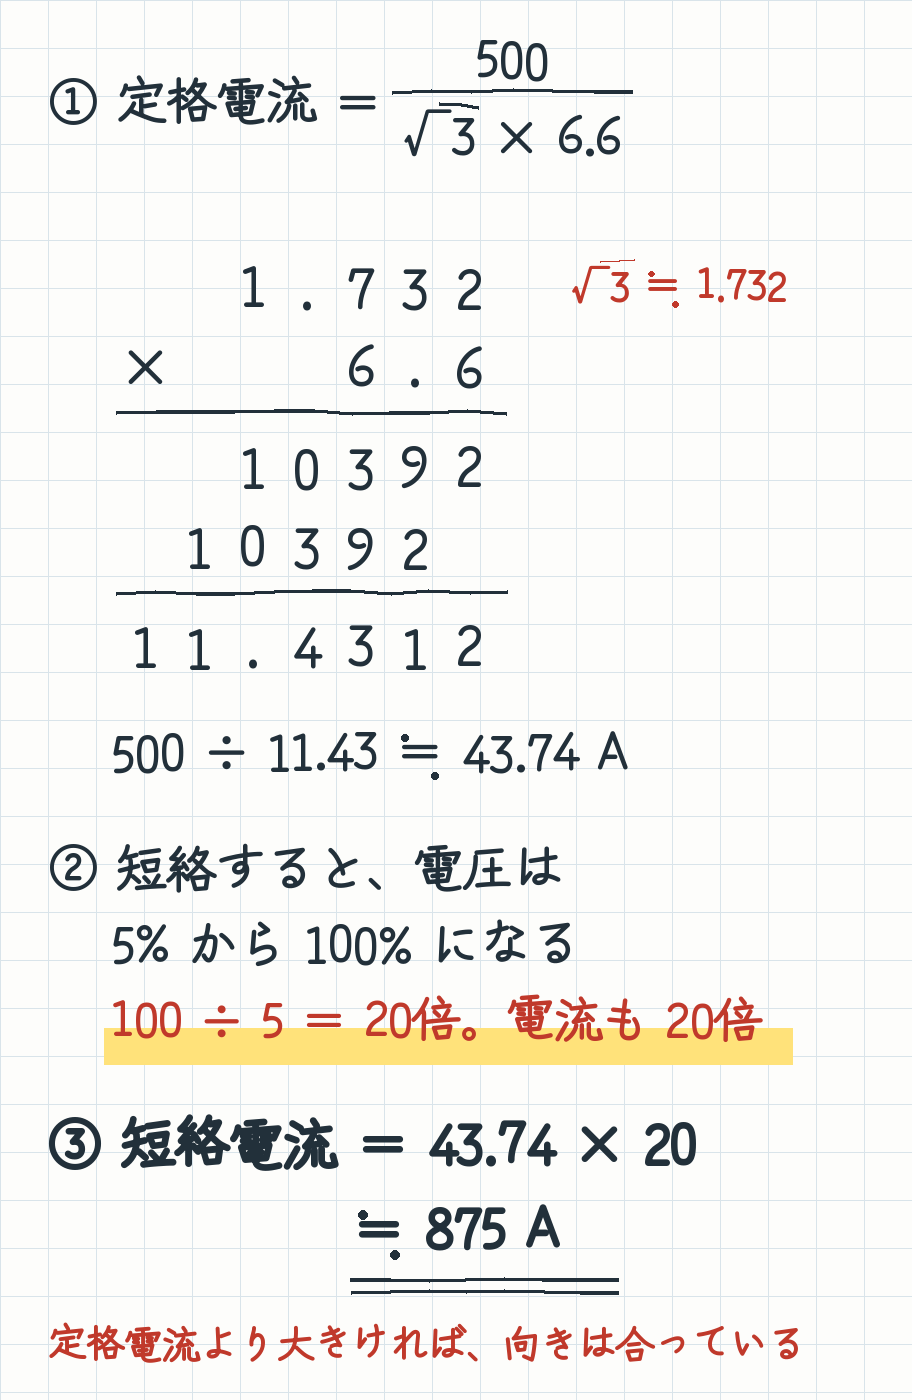 ① 定格電流 = 500 / √3 × 6.6
1.732
√3 ≒ 1.732
× 6.6
10392
10392
11.4312
500 ÷ 11.43 ≒ 43.74 A
② 短絡すると、電圧は
5% から 100% になる
100 ÷ 5 = 20倍。電流も 20倍
③ 短絡電流 = 43.74 × 20
≒ 875 A
定格電流より大きければ、向きは合っている